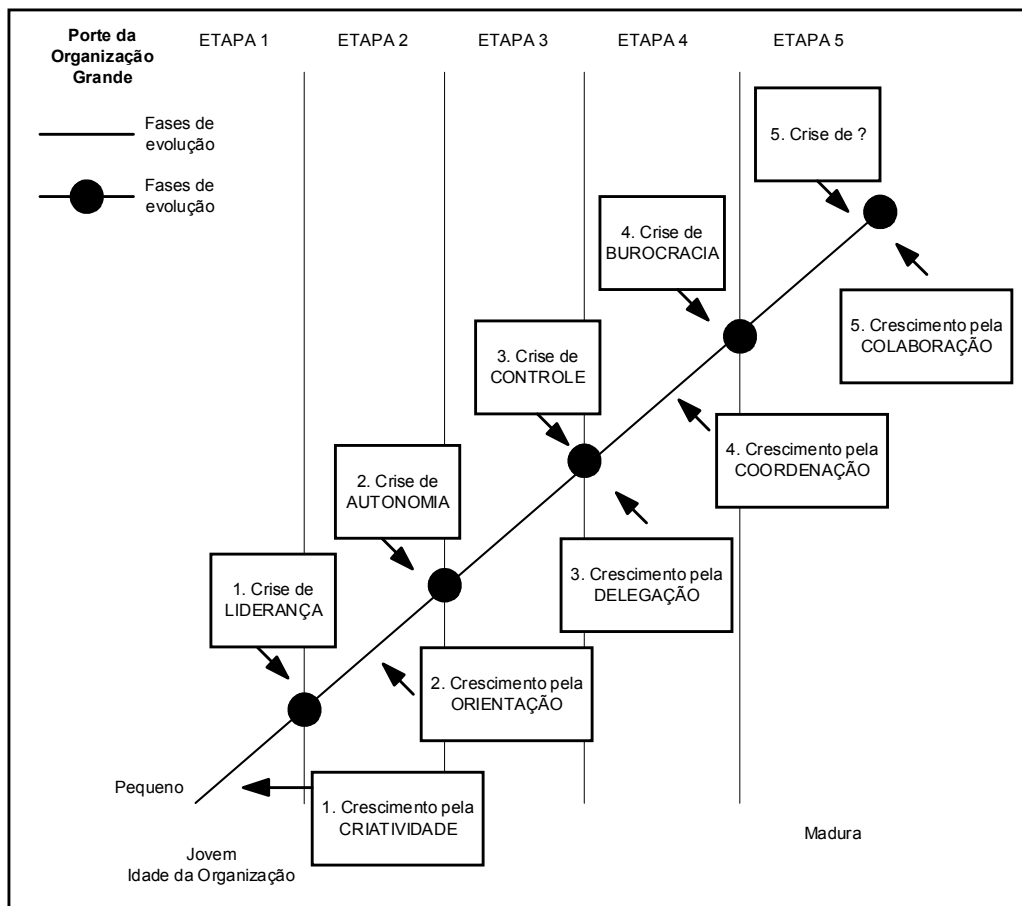 Porte da
Organização
Grande
ETAPA 1
ETAPA 2
ETAPA 3
ETAPA 4
ETAPA 5
Fases de
evolução
Fases de
evolução
5. Crise de ?
4. Crise de
BUROCRACIA
5. Crescimento pela
COLABORAÇÃO
3. Crise de
CONTROLE
4. Crescimento pela
COORDENAÇÃO
2. Crise de
AUTONOMIA
3. Crescimento pela
DELEGAÇÃO
1. Crise de
LIDERANÇA
2. Crescimento pela
ORIENTAÇÃO
Pequeno
1. Crescimento pela
CRIATIVIDADE
Madura
Jovem
Idade da Organização